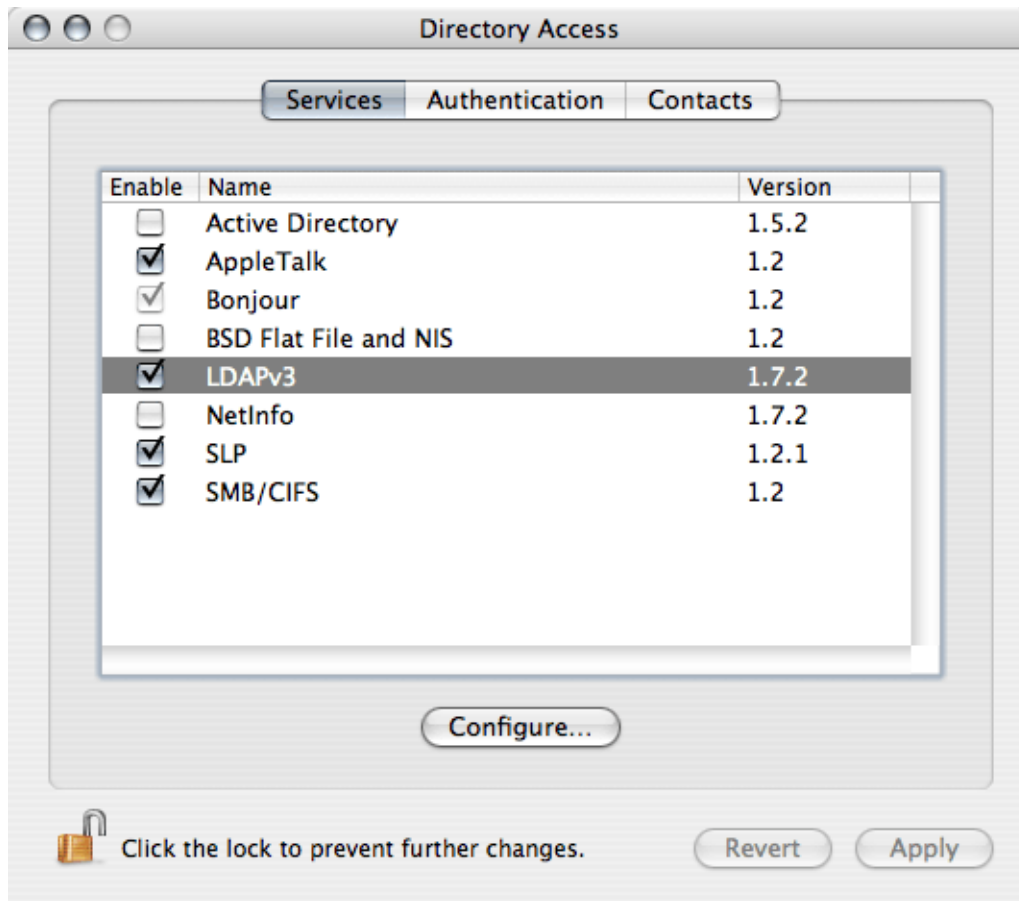 Directory Access
Services Authentication Contacts
Enable Name Version
Active Directory 1.5.2
AppleTalk 1.2
Bonjour 1.2
BSD Flat File and NIS 1.2
LDAPv3 1.7.2
NetInfo 1.7.2
SLP 1.2.1
SMB/CIFS 1.2
Configure...
Click the lock to prevent further changes. Revert Apply